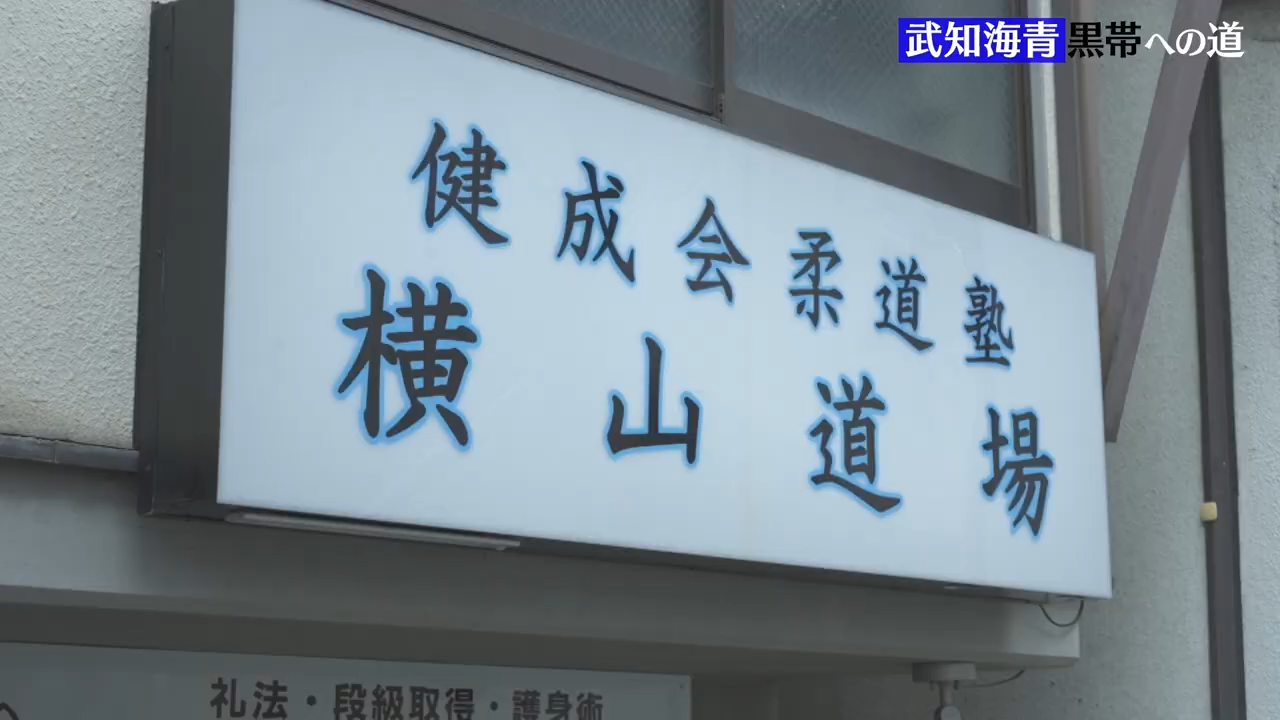 武知海青 黒帯への道
健成会柔道塾
横山道場
礼法・段級取得・護身術